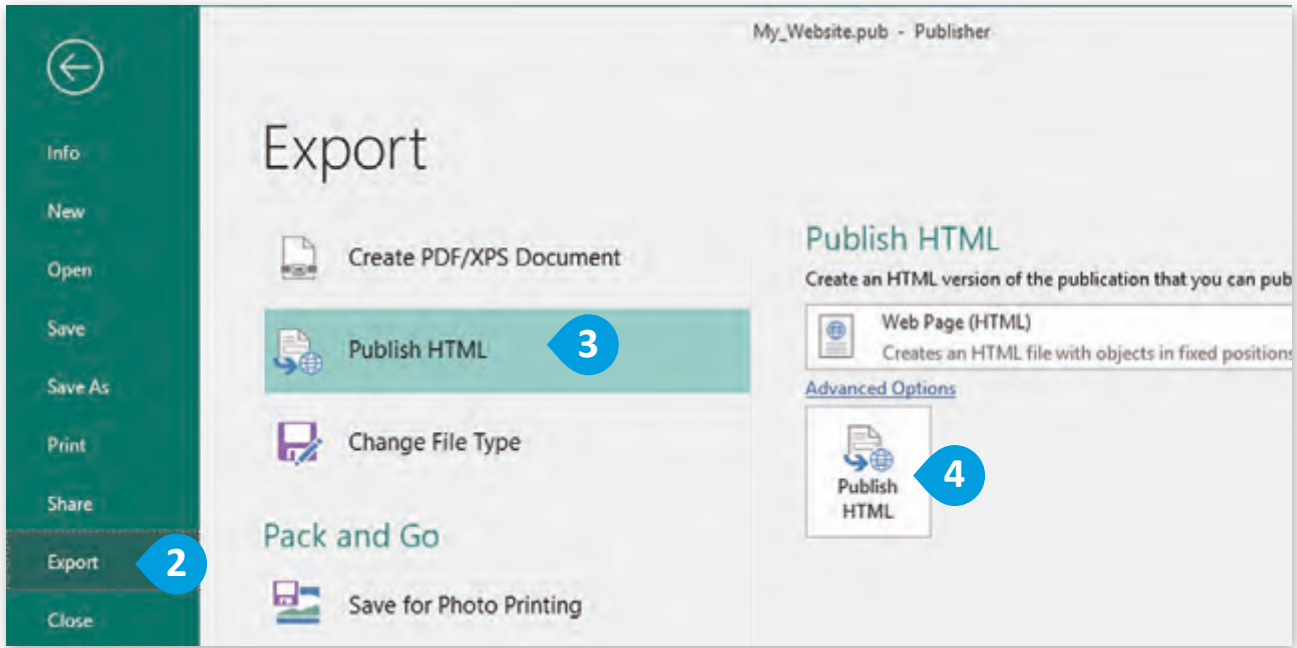 My_Website.pub - Publisher
Info
New
Open
Save
Save As
Print
Share
Export
2
Close
Export
Create PDF/XPS Document
Publish HTML
3
Change File Type
Pack and Go
Save for Photo Printing
Publish HTML
Create an HTML version of the publication that you can pub
Web Page (HTML)
Creates an HTML file with objects in fixed positions
Advanced Options
Publish
HTML
4